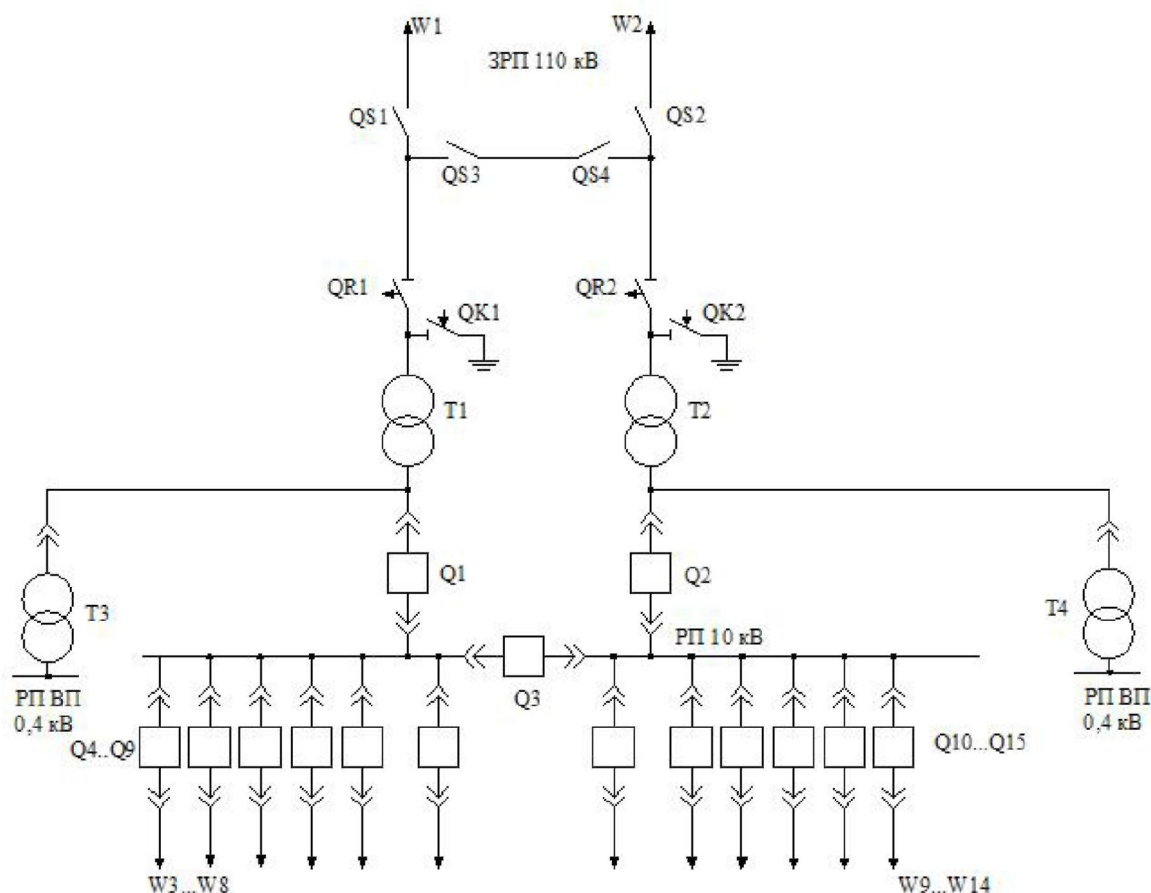 W1
W2
ЗРП 110 кВ
QS1
QS2
QS3
QS4
QR1
QK1
QR2
QK2
T1
T2
T3
Q1
Q2
T4
РП 10 кВ
Q3
РП ВП
0,4 кВ
РП ВП
0,4 кВ
Q4..Q9
Q10...Q15
W3...W8
W9...W14